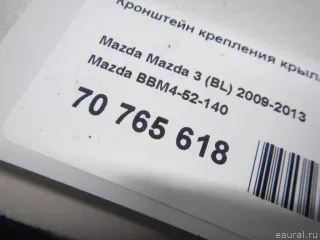 Кронштейн крепления крыл
Mazda Mazda 3 (BL) 2009-2013
Mazda BBM4-52-140
70 765 618
eaural.ru